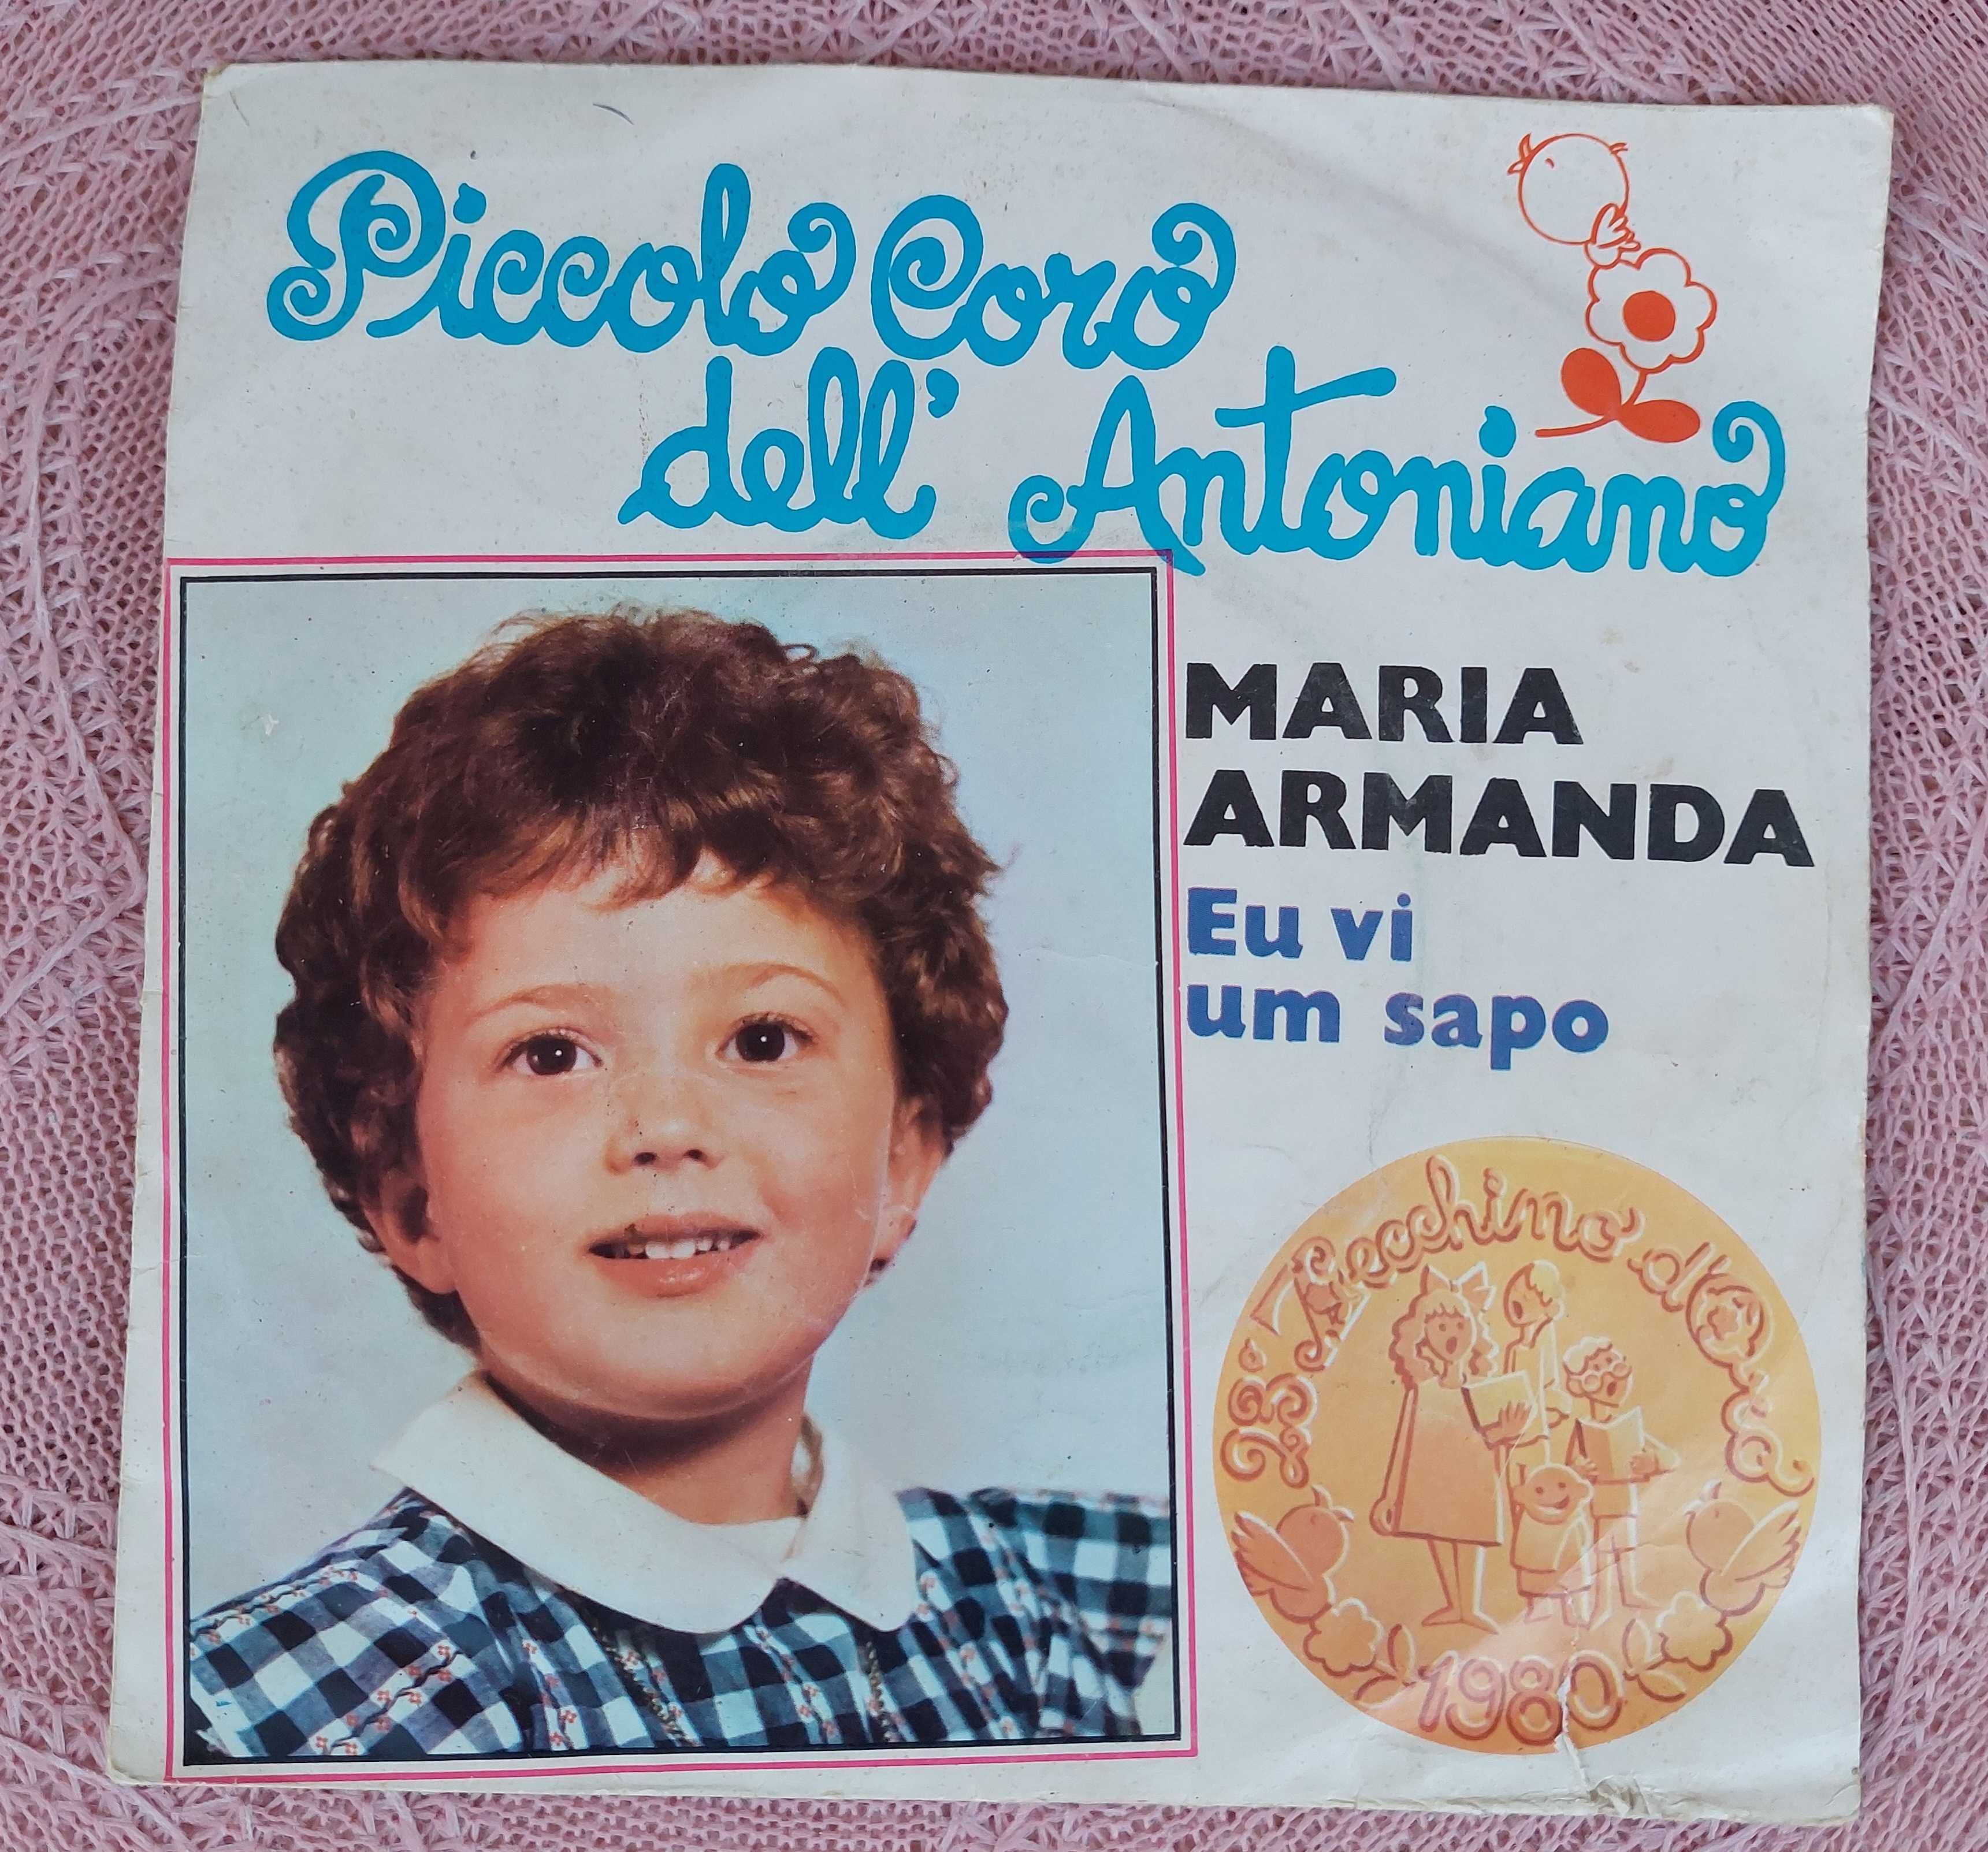 Piccolo Coro
dell' Antoniano
MARIA
ARMANDA
Eu vi
um sapo
23° Zecchino d'Oro
1980